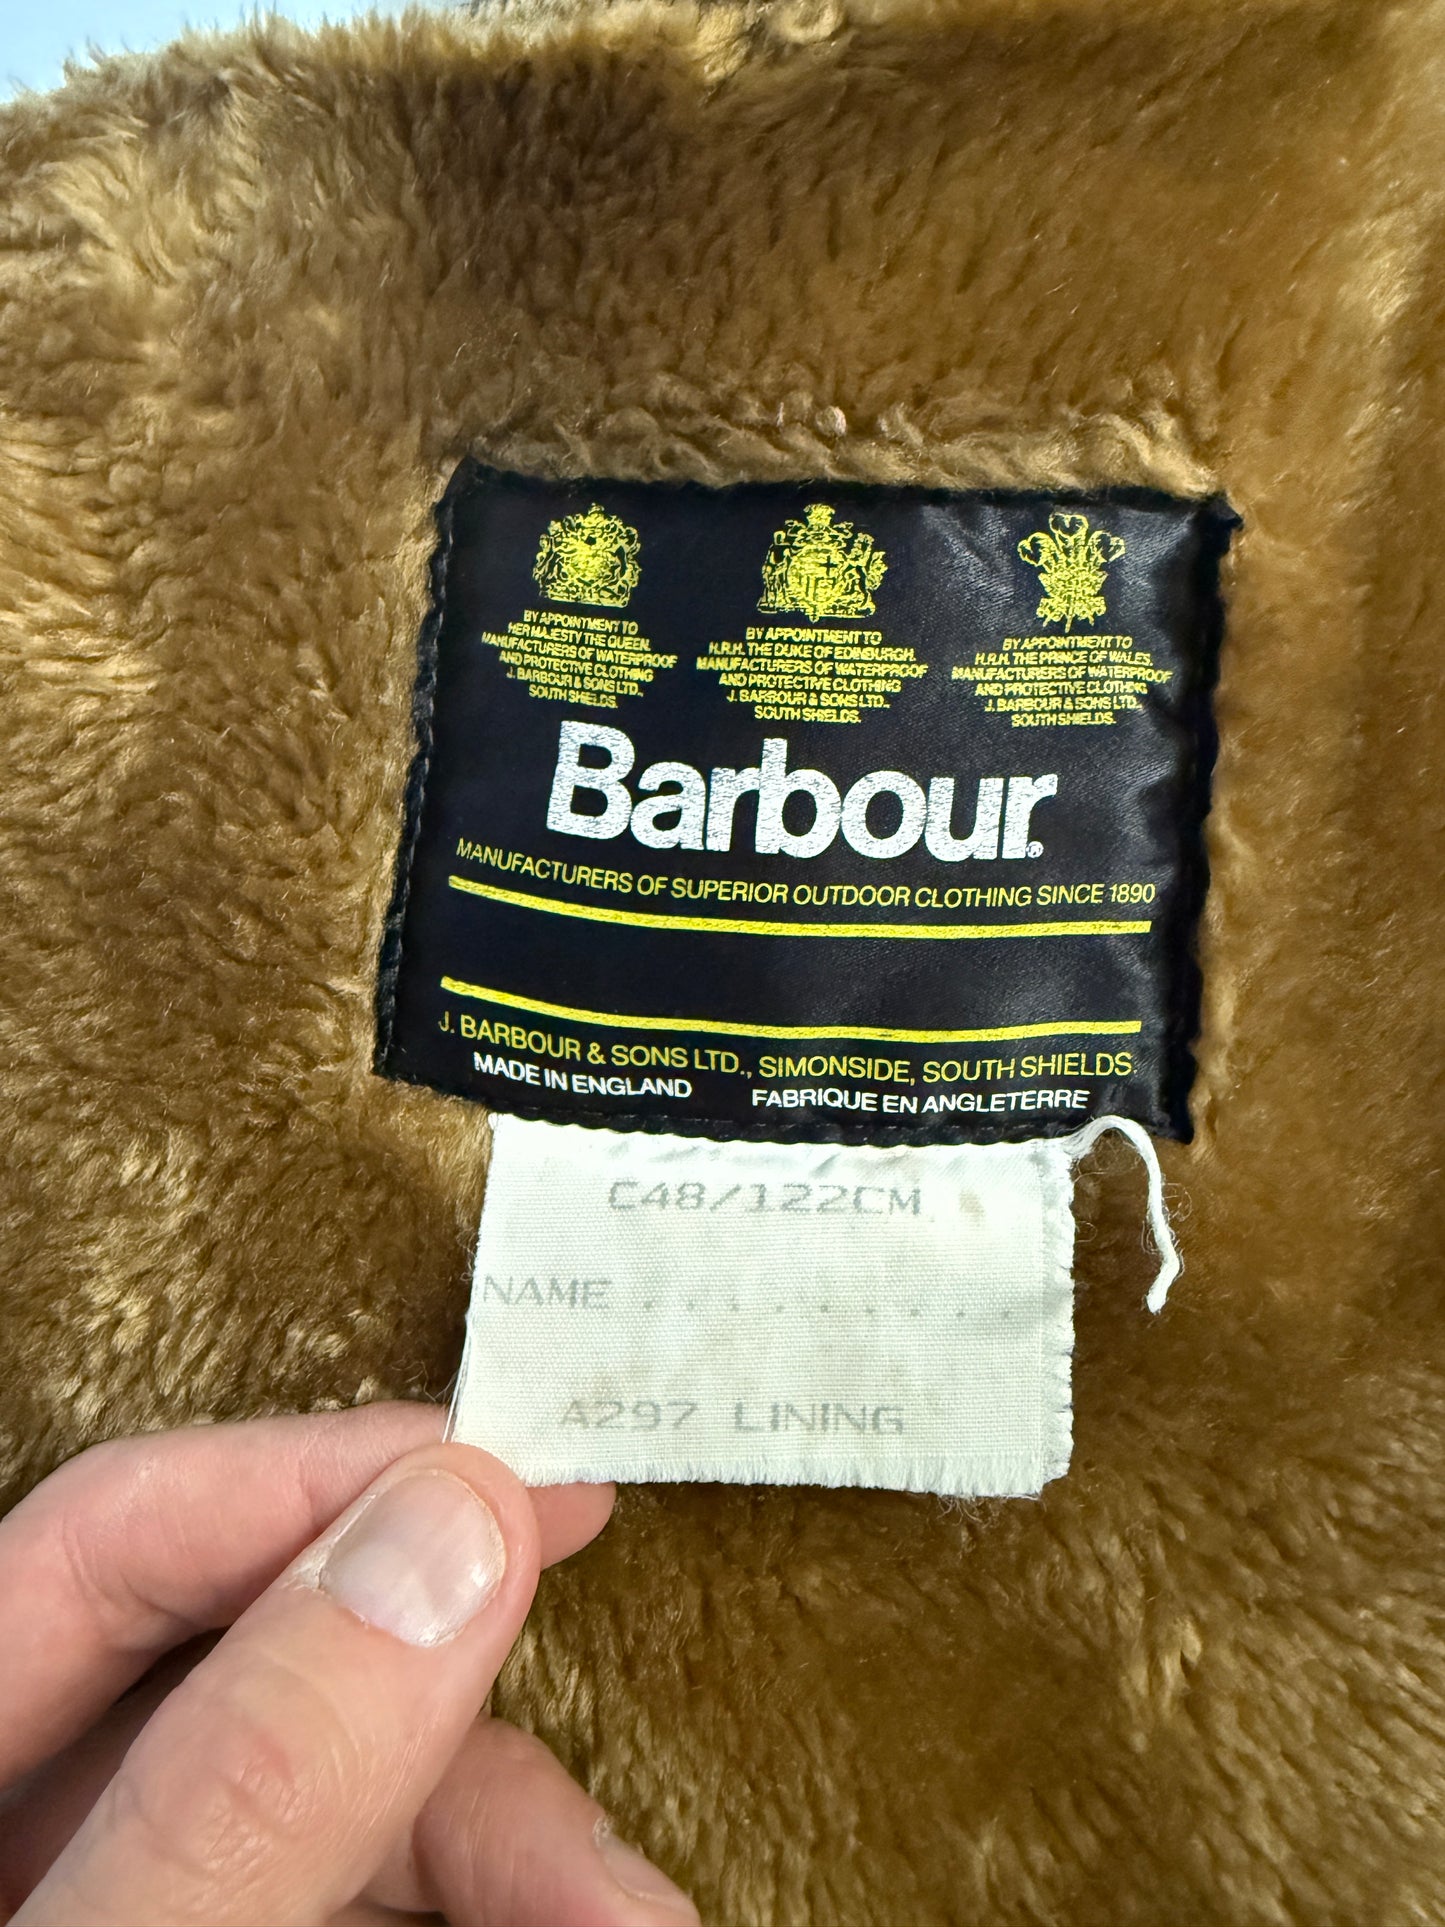 BY APPOINTMENT TO
HER MAJESTY THE QUEEN.
MANUFACTURERS OF WATERPROOF
AND PROTECTIVE CLOTHING
J. BARBOUR & SONS LTD.,
SOUTH SHIELDS.
BY APPOINTMENT TO
H.R.H. THE DUKE OF EDINBURGH.
MANUFACTURERS OF WATERPROOF
AND PROTECTIVE CLOTHING
J. BARBOUR & SONS LTD.,
SOUTH SHIELDS.
BY APPOINTMENT TO
H.R.H. THE PRINCE OF WALES.
MANUFACTURERS OF WATERPROOF
AND PROTECTIVE CLOTHING
J. BARBOUR & SONS LTD.,
SOUTH SHIELDS.
Barbour®
MANUFACTURERS OF SUPERIOR OUTDOOR CLOTHING SINCE 1890
J. BARBOUR & SONS LTD., SIMONSIDE, SOUTH SHIELDS.
MADE IN ENGLAND FABRIQUE EN ANGLETERRE
C48/122CM
NAME . . . . . . . . .
A297 LINING